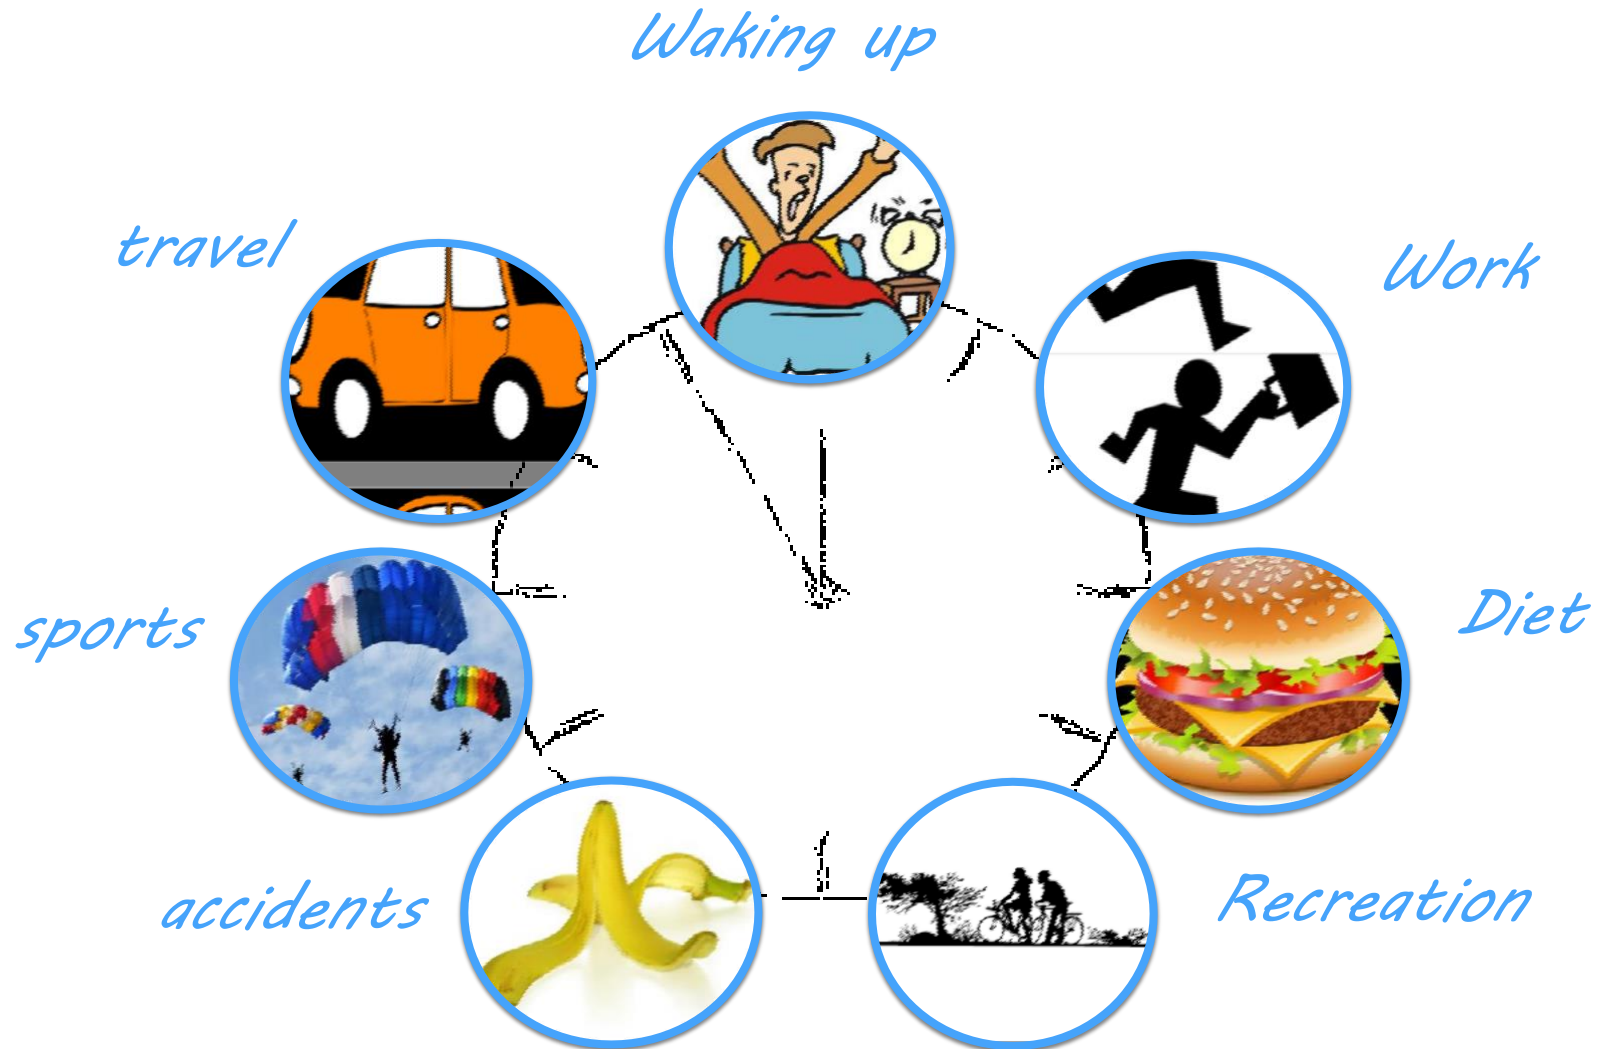 Waking up
travel
Work
sports
Diet
accidents
Recreation